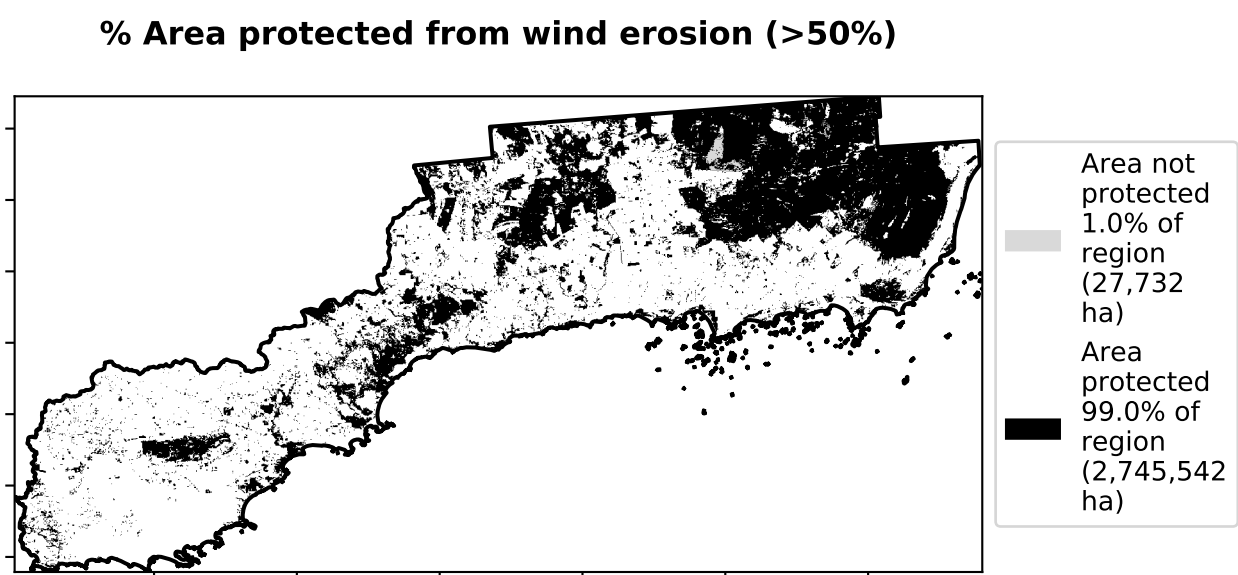 % Area protected from wind erosion (>50%)
Area not
protected
1.0% of
region
(27,732
ha)
Area
protected
99.0% of
region
(2,745,542
ha)